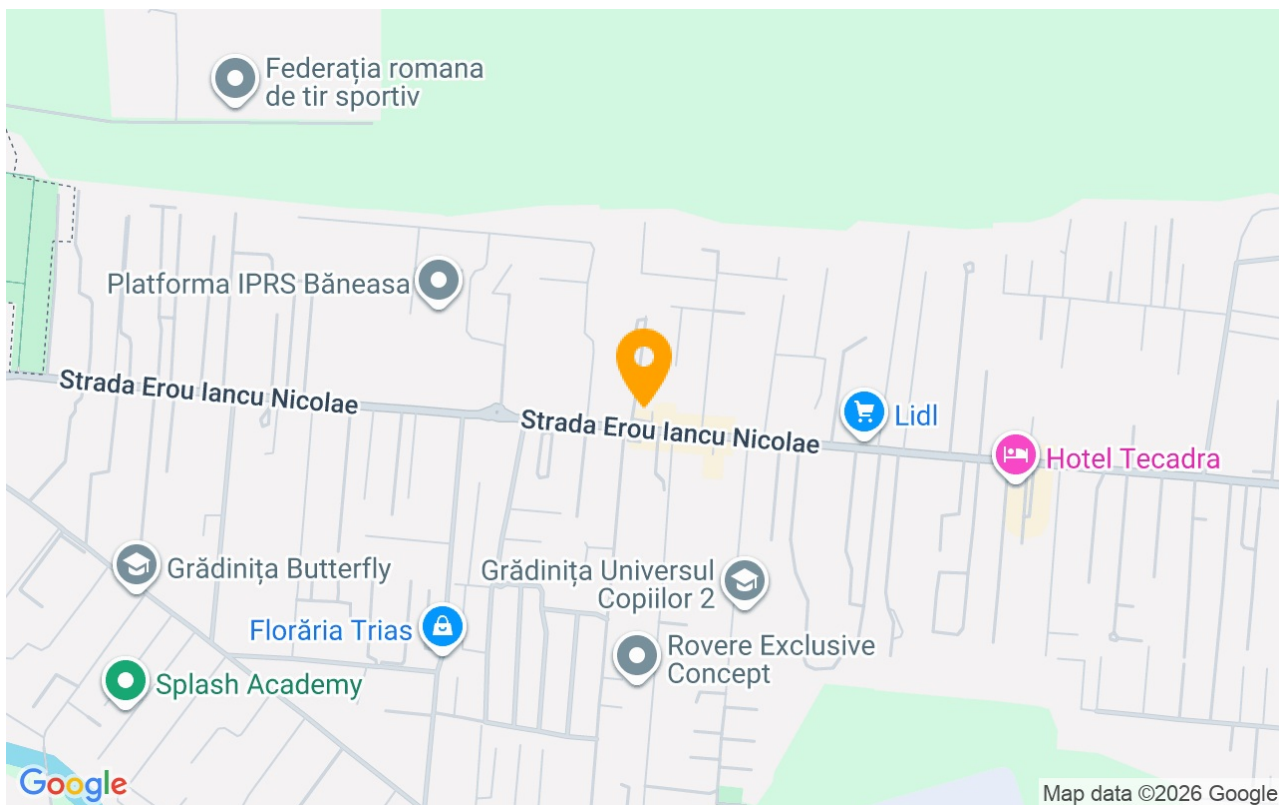 Federația romana
de tir sportiv
Platforma IPRS Băneasa
Strada Erou Iancu Nicolae
Strada Erou Iancu Nicolae
Lidl
Hotel Tecadra
Grădinița Butterfly
Grădinița Universul
Copiilor 2
Florăria Trias
Rovere Exclusive
Concept
Splash Academy
Google
Map data ©2026 Google